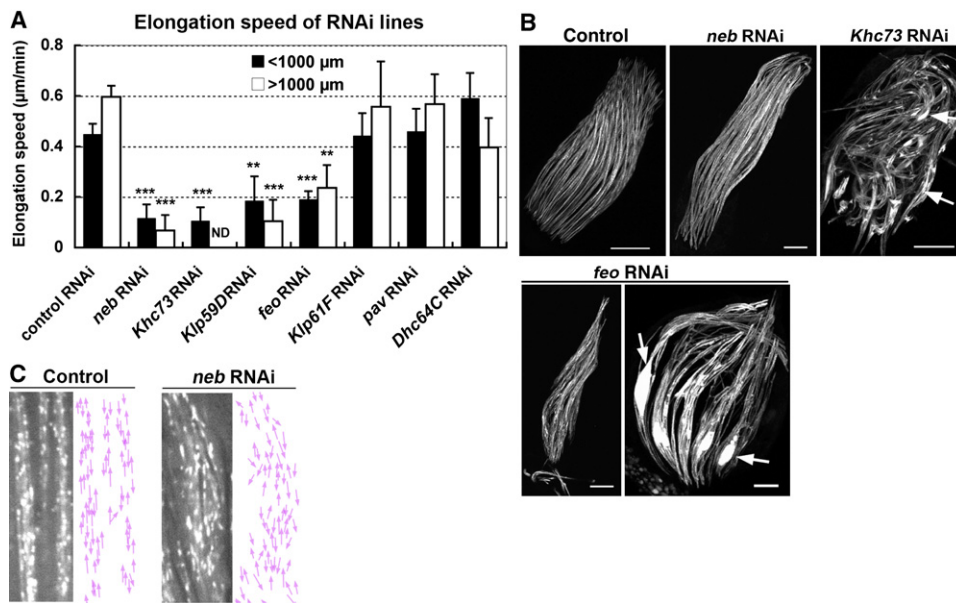 A
Elongation speed of RNAi lines
Elongation speed (µm/min)
0.8
0.6
0.4
0.2
0
<1000 µm
>1000 µm
***
***
***
ND
**
***
***
**
control RNAi
neb RNAi
Khc73 RNAi
Klp59D RNAi
feo RNAi
Klp61F RNAi
pav RNAi
Dhc64C RNAi
B
Control
neb RNAi
Khc73 RNAi
feo RNAi
C
Control
neb RNAi